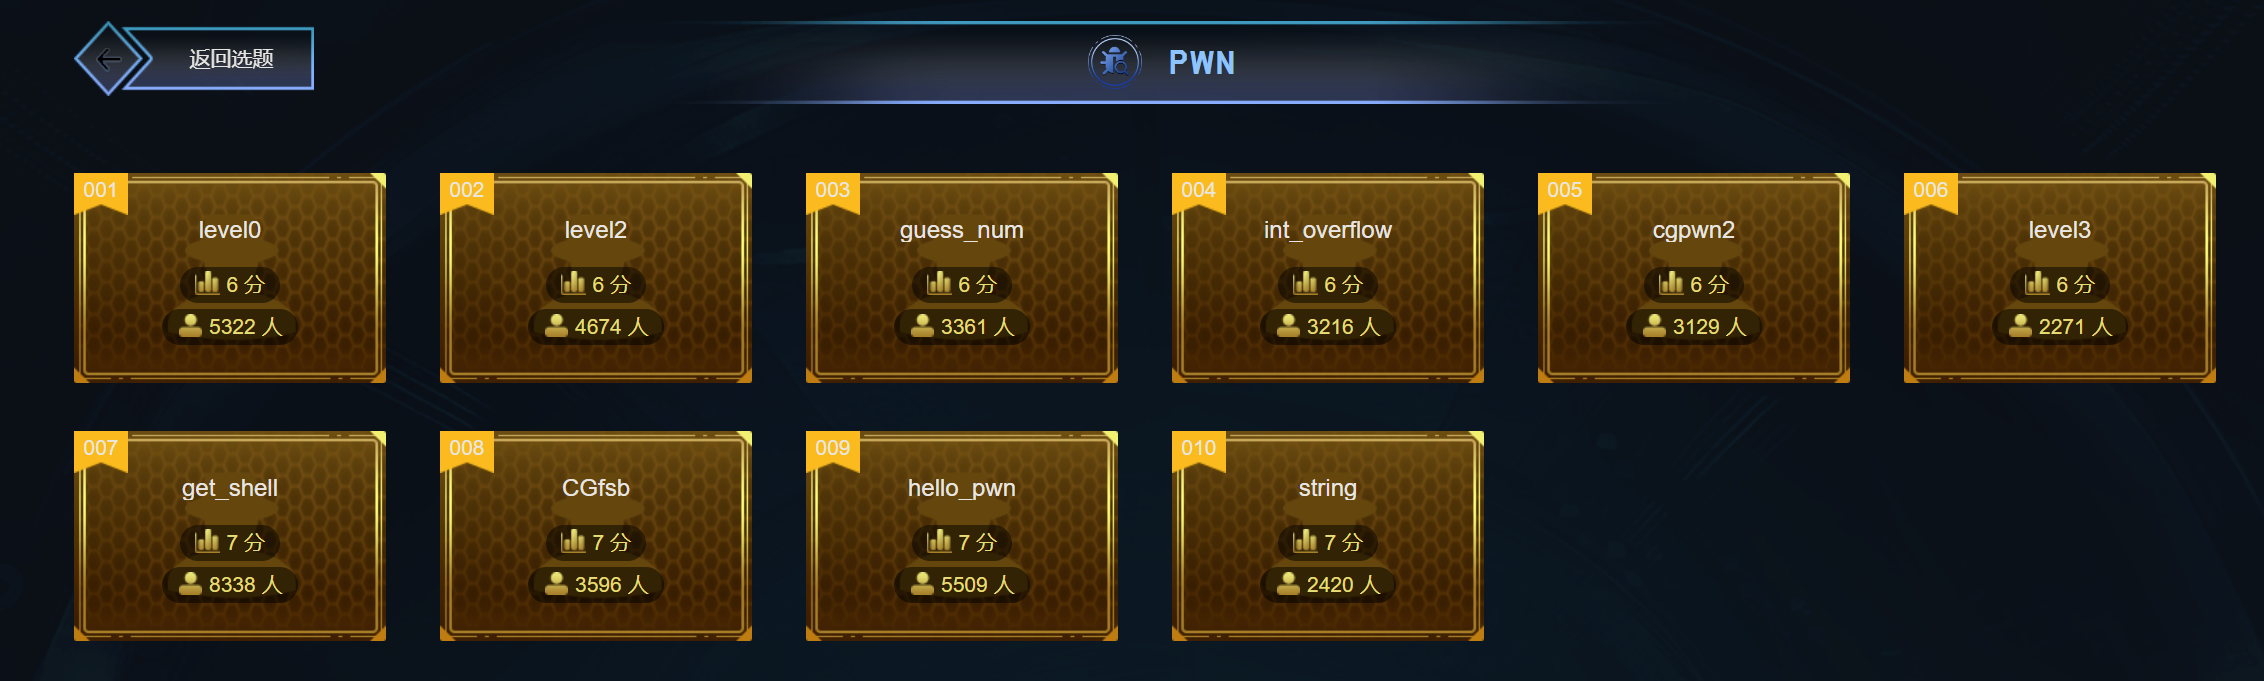 返回选题
PWN
001
level0
6 分
5322 人
002
level2
6 分
4674 人
003
guess_num
6 分
3361 人
004
int_overflow
6 分
3216 人
005
cgpwn2
6 分
3129 人
006
level3
6 分
2271 人
007
get_shell
7 分
8338 人
008
CGfsb
7 分
3596 人
009
hello_pwn
7 分
5509 人
010
string
7 分
2420 人